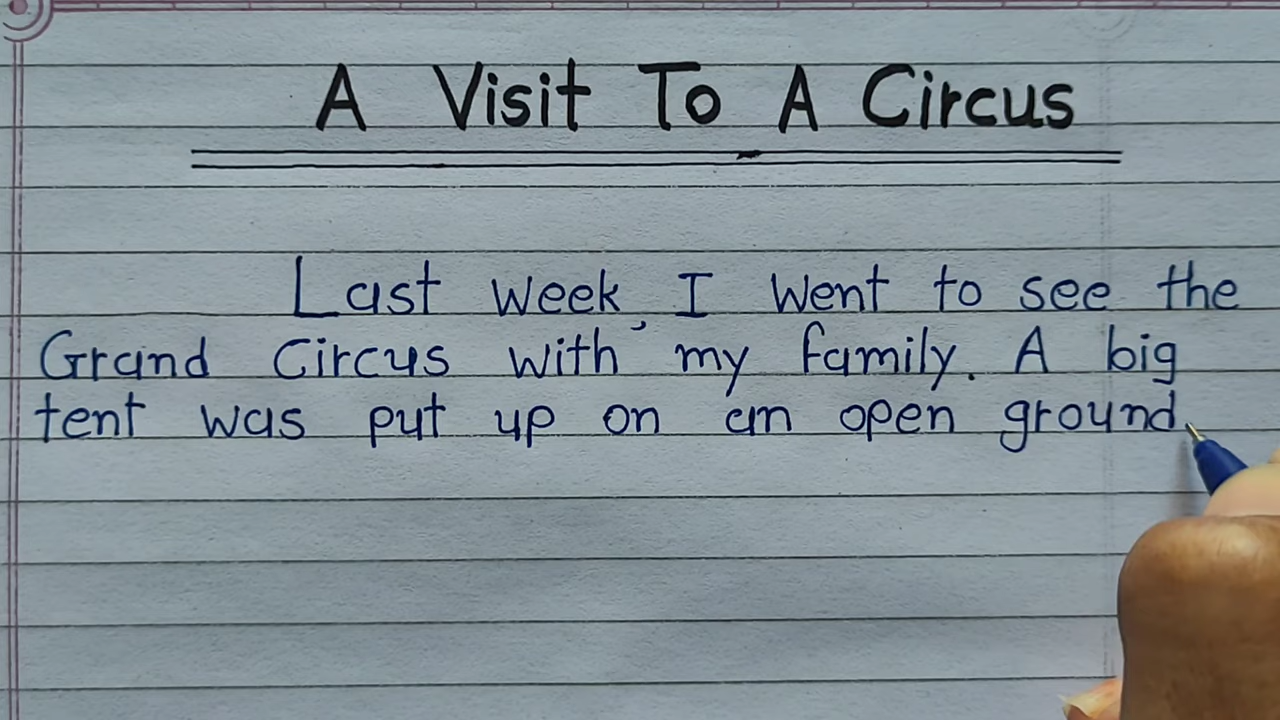 A Visit To A Circus
Last week, I went to see the
Grand Circus with my family. A big
tent was put up on an open ground